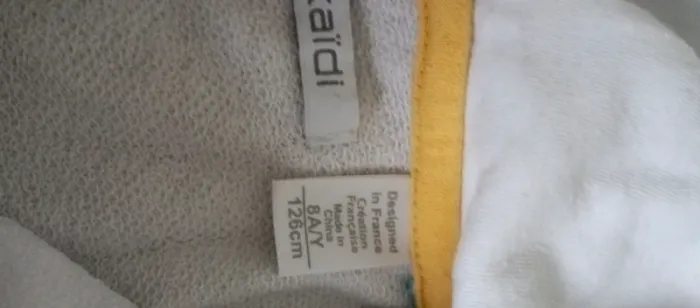 kaïdi
Designed
in France
Création
Française
Made in
China
8A/Y
126cm